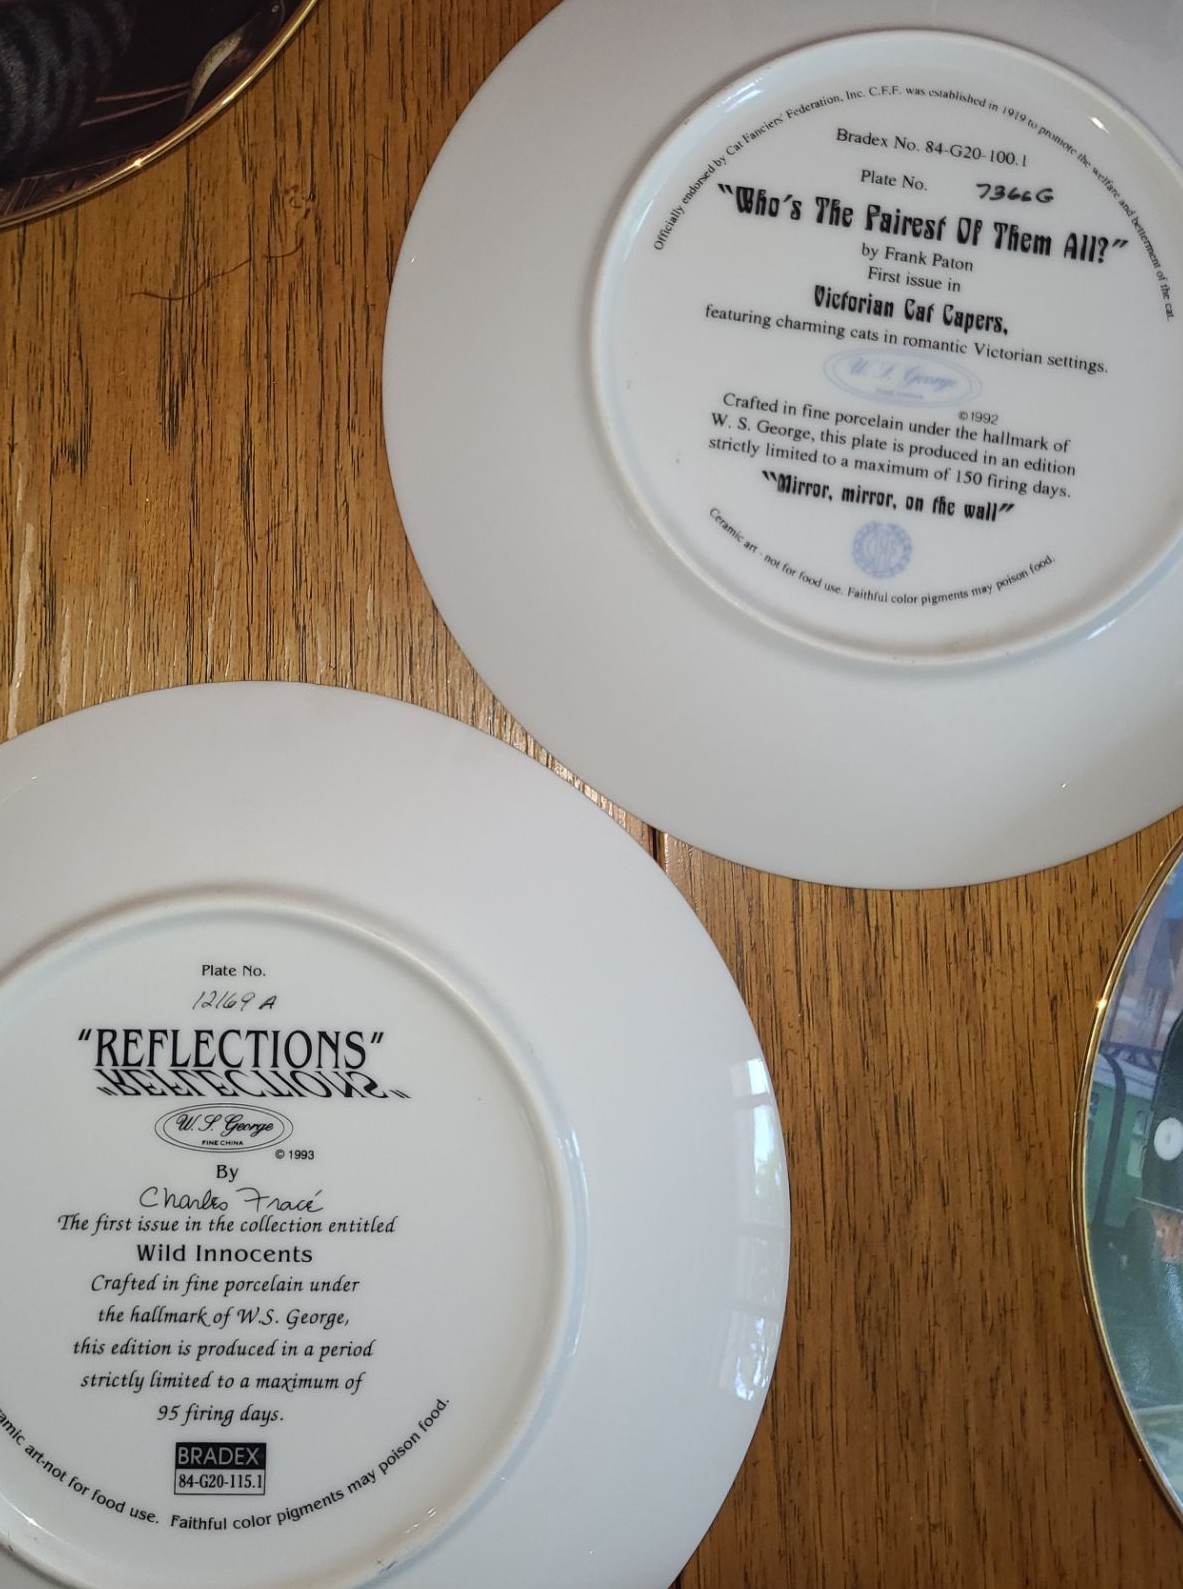 Officially endorsed by Cat Fanciers' Federation, Inc. C.F.F. was established in 1919 to promote the welfare and betterment of the cat.
Bradex No. 84-G20-100.1
Plate No. 7366G
"Who's The Fairest Of Them All?"
by Frank Paton
First issue in
Victorian Cat Capers,
featuring charming cats in romantic Victorian settings.
W. S. George
FINE CHINA
©1992
Crafted in fine porcelain under the hallmark of
W. S. George, this plate is produced in an edition
strictly limited to a maximum of 150 firing days.
"Mirror, mirror, on the wall"
Ceramic art - not for food use. Faithful color pigments may poison food.
Plate No.
12169 A
"REFLECTIONS"
"REFLECTIONS"
W. S. George
FINE CHINA
© 1993
By
Charles Fracé
The first issue in the collection entitled
Wild Innocents
Crafted in fine porcelain under
the hallmark of W.S. George,
this edition is produced in a period
strictly limited to a maximum of
95 firing days.
BRADEX
84-G20-115.1
amic art-not for food use. Faithful color pigments may poison food.